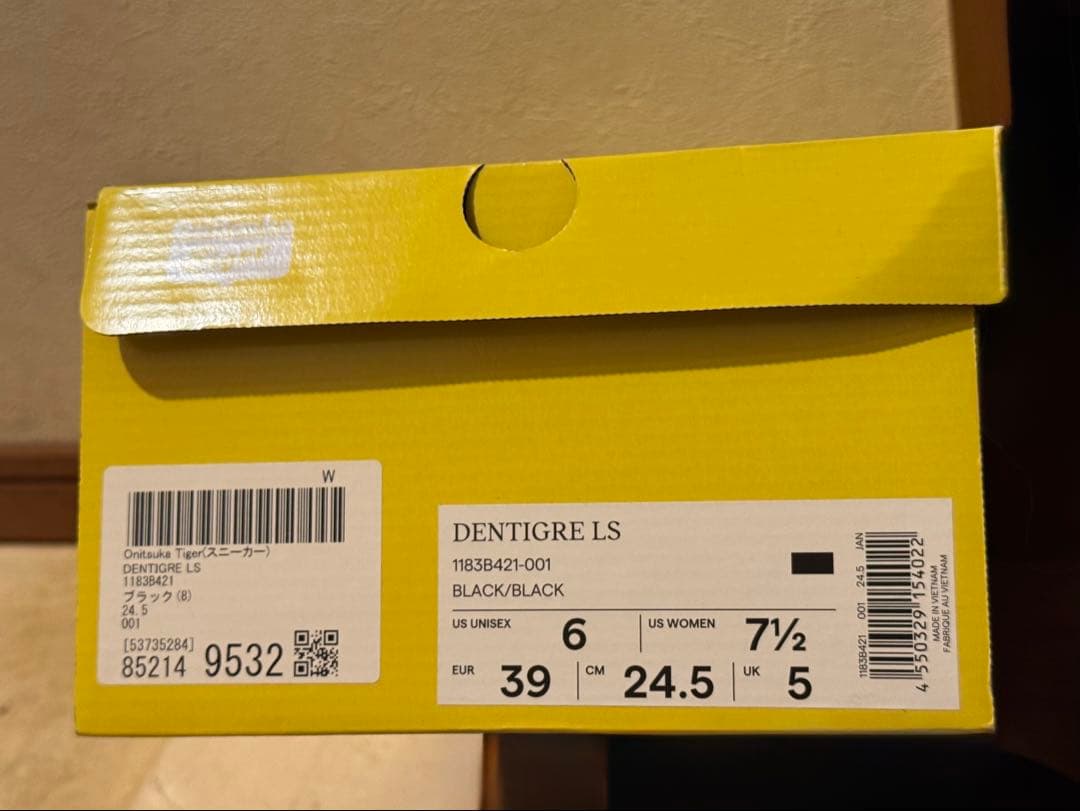 W
Onitsuka Tiger(スニーカー)
DENTIGRE LS
1183B421
ブラック(8)
24.5
001
[53735284]
85214 9532
DENTIGRE LS
1183B421-001
BLACK/BLACK
US UNISEX 6 US WOMEN 7½
EUR 39 CM 24.5 UK 5
1183B421 001 24.5 JAN
4 550329 154022
MADE IN VIETNAM
FABRIQUE AU VIETNAM